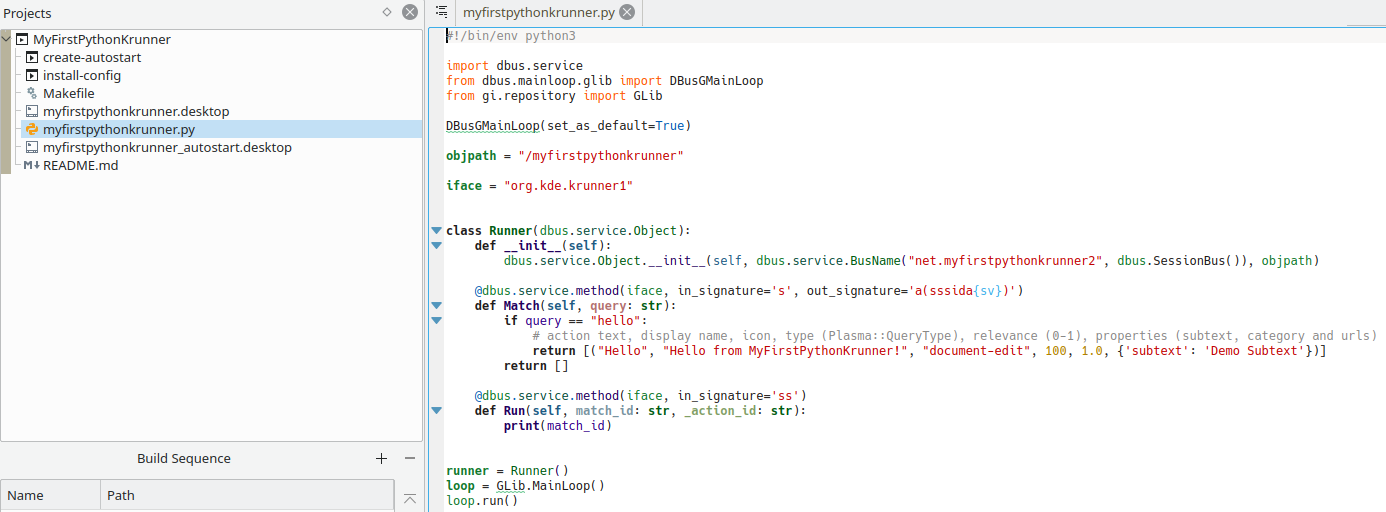 Projects
MyFirstPythonKrunner
create-autostart
install-config
Makefile
myfirstpythonkrunner.desktop
myfirstpythonkrunner.py
myfirstpythonkrunner_autostart.desktop
README.md
Build Sequence
Name Path
myfirstpythonkrunner.py
#!/bin/env python3

import dbus.service
from dbus.mainloop.glib import DBusGMainLoop
from gi.repository import GLib

DBusGMainLoop(set_as_default=True)

objpath = "/myfirstpythonkrunner"

iface = "org.kde.krunner1"


class Runner(dbus.service.Object):
    def __init__(self):
        dbus.service.Object.__init__(self, dbus.service.BusName("net.myfirstpythonkrunner2", dbus.SessionBus()), objpath)

    @dbus.service.method(iface, in_signature='s', out_signature='a(sssida{sv})')
    def Match(self, query: str):
        if query == "hello":
            # action text, display name, icon, type (Plasma::QueryType), relevance (0-1), properties (subtext, category and urls)
            return [("Hello", "Hello from MyFirstPythonKrunner!", "document-edit", 100, 1.0, {'subtext': 'Demo Subtext'})]
        return []

    @dbus.service.method(iface, in_signature='ss')
    def Run(self, match_id: str, _action_id: str):
        print(match_id)


runner = Runner()
loop = GLib.MainLoop()
loop.run()